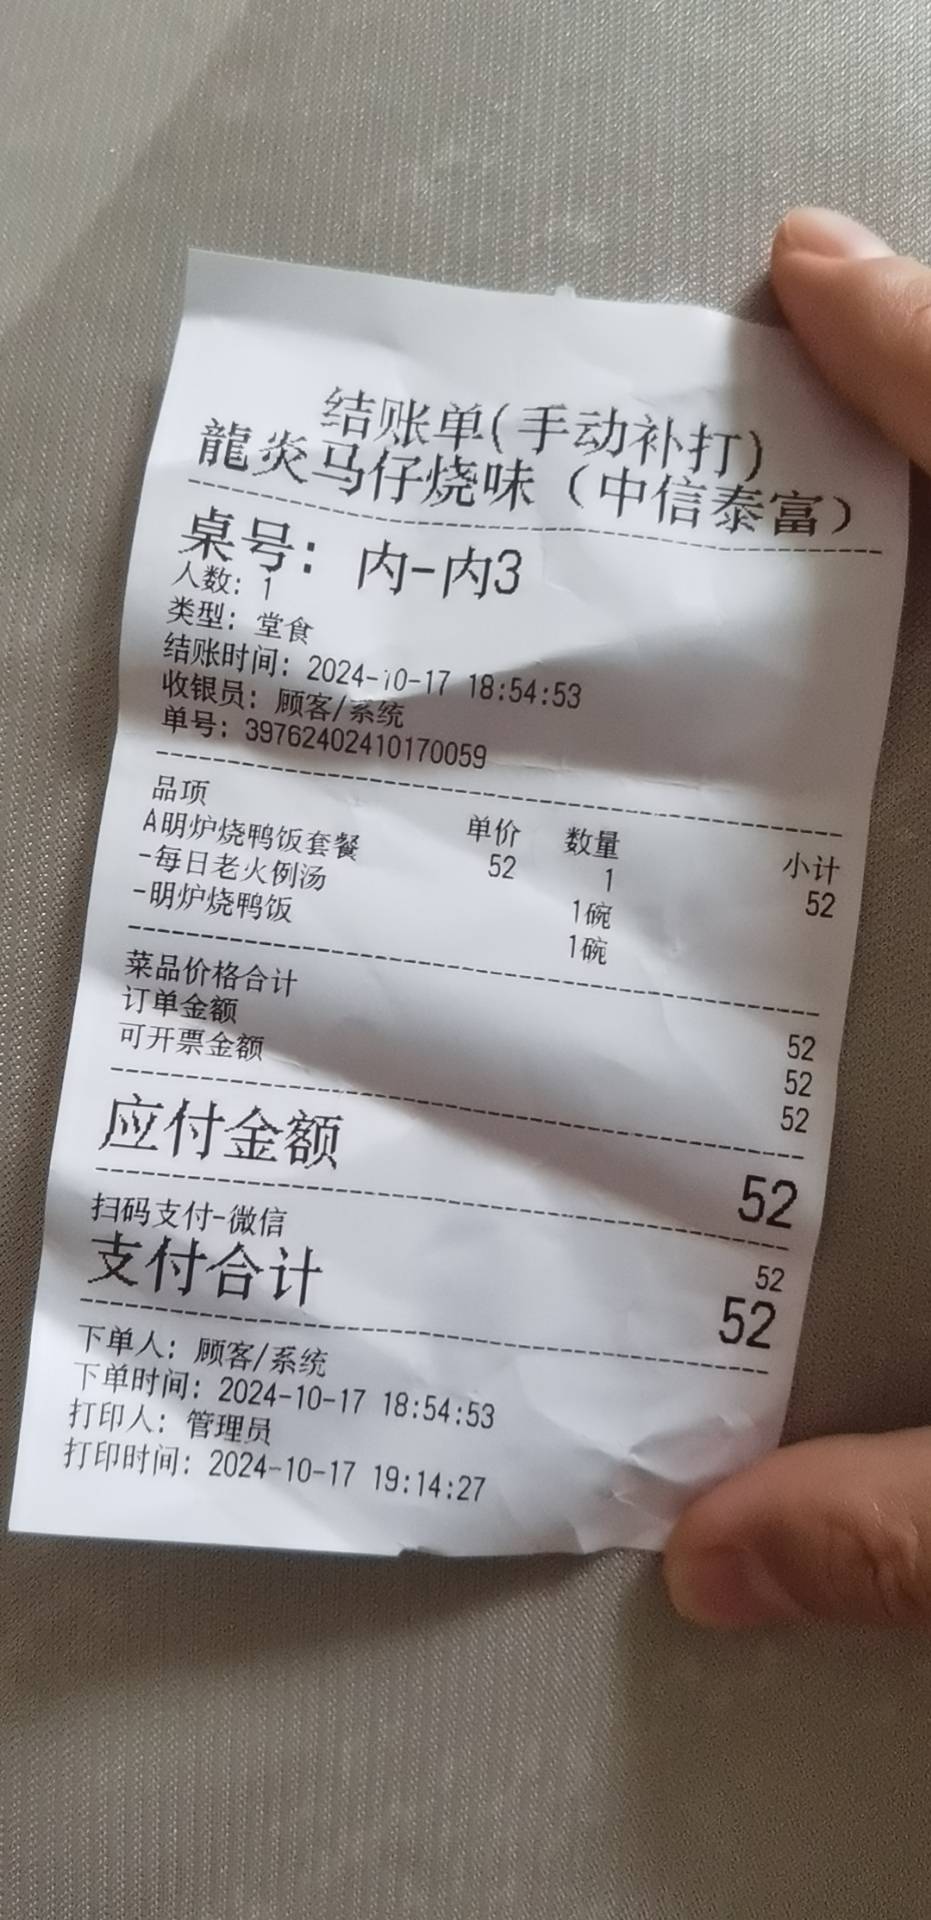 结账单(手动补打)
龍炎马仔烧味（中信泰富）
桌号: 内-内3
人数: 1
类型: 堂食
结账时间: 2024-10-17 18:54:53
收银员: 顾客/系统
单号: 39762402410170059
品项 单价 数量 小计
A明炉烧鸭饭套餐 52 1 52
-每日老火例汤 1碗
-明炉烧鸭饭 1碗
菜品价格合计 52
订单金额 52
可开票金额 52
应付金额 52
扫码支付-微信 52
支付合计 52
下单人: 顾客/系统
下单时间: 2024-10-17 18:54:53
打印人: 管理员
打印时间: 2024-10-17 19:14:27